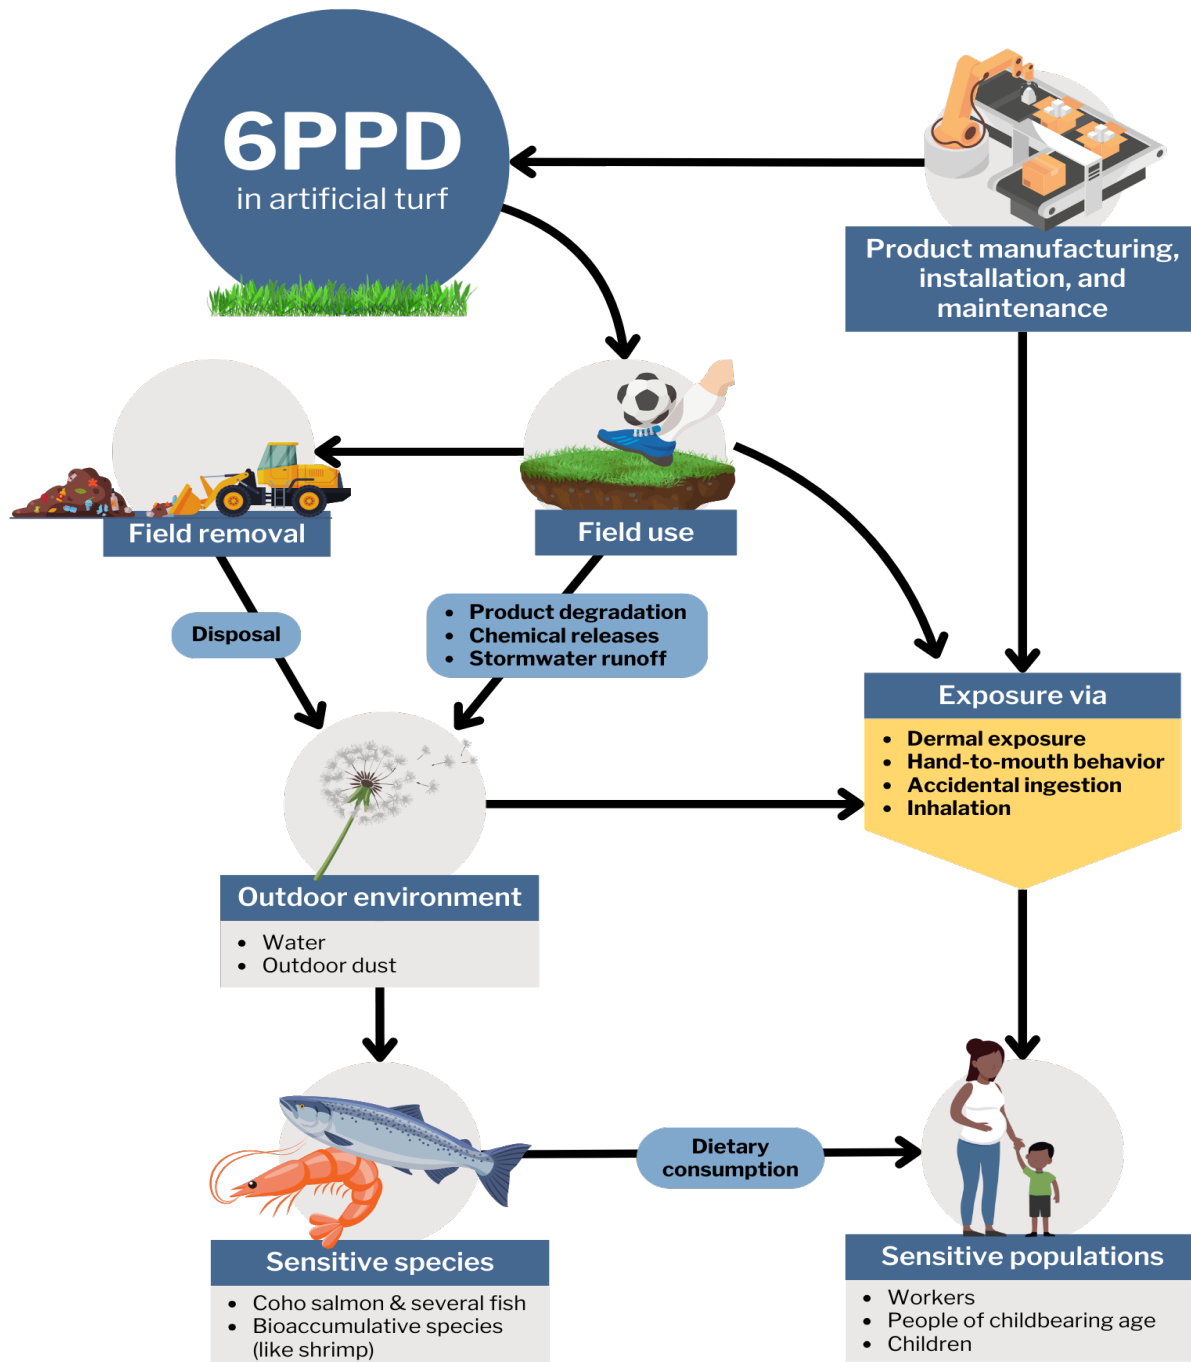 6PPD
in artificial turf
Product manufacturing,
installation, and
maintenance
Field removal
Field use
Disposal
• Product degradation
• Chemical releases
• Stormwater runoff
Exposure via
• Dermal exposure
• Hand-to-mouth behavior
• Accidental ingestion
• Inhalation
Outdoor environment
• Water
• Outdoor dust
Dietary
consumption
Sensitive species
• Coho salmon & several fish
• Bioaccumulative species
(like shrimp)
Sensitive populations
• Workers
• People of childbearing age
• Children